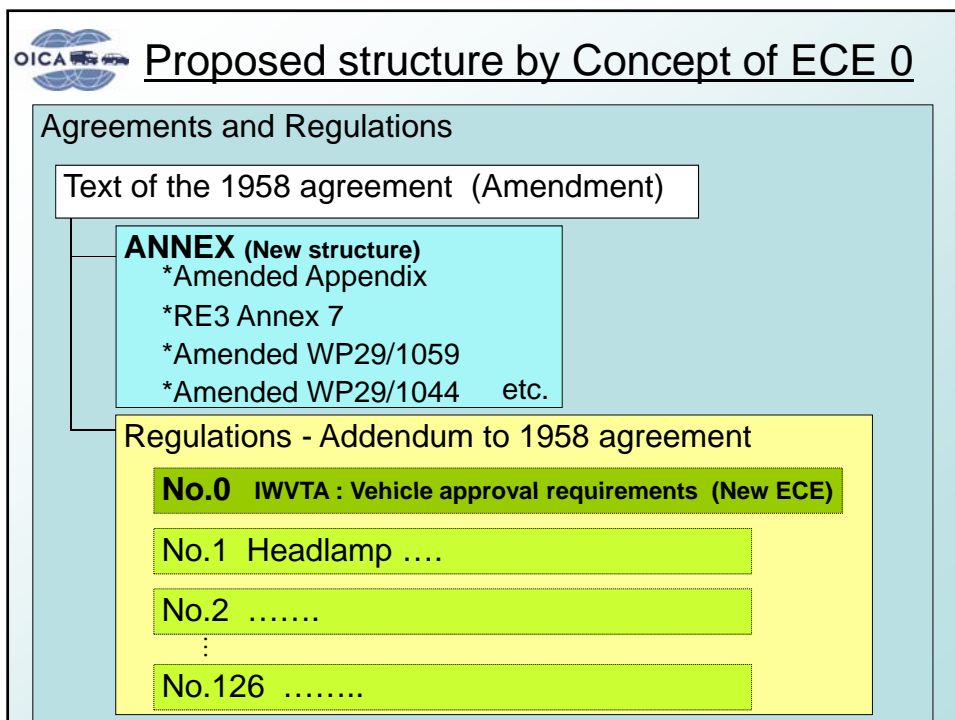 OICA
Proposed structure by Concept of ECE 0
Agreements and Regulations
Text of the 1958 agreement (Amendment)
ANNEX (New structure)
*Amended Appendix
*RE3 Annex 7
*Amended WP29/1059
*Amended WP29/1044 etc.
Regulations - Addendum to 1958 agreement
No.0 IWVTA : Vehicle approval requirements (New ECE)
No.1 Headlamp ….
No.2 …….
…
No.126 ……..